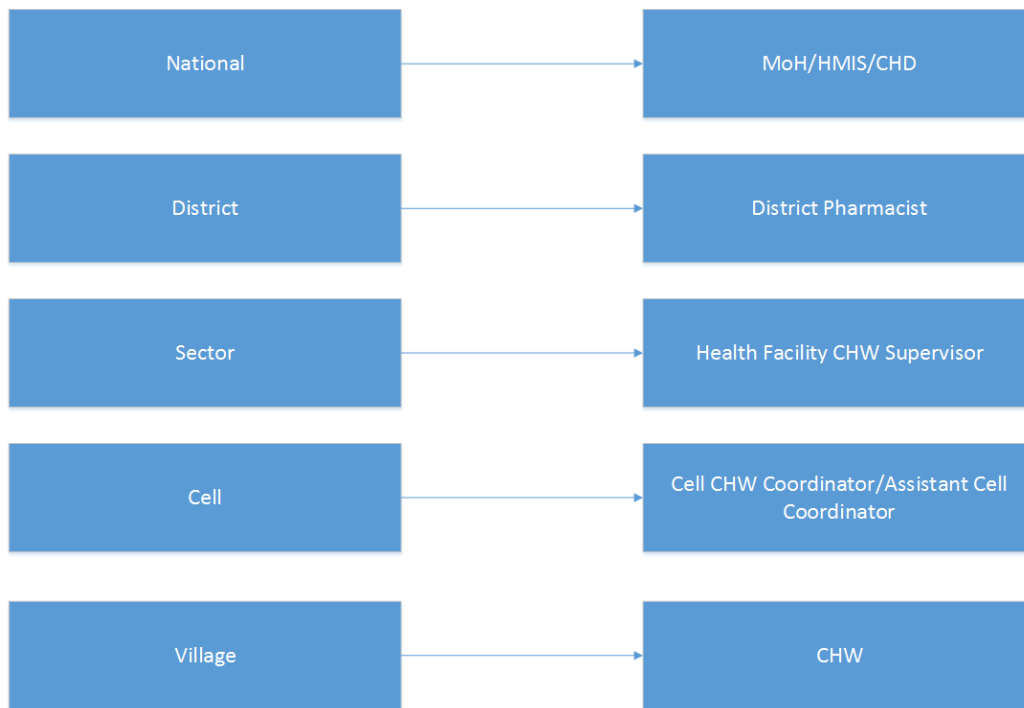 National
MoH/HMIS/CHD
District
District Pharmacist
Sector
Health Facility CHW Supervisor
Cell
Cell CHW Coordinator/Assistant Cell
Coordinator
Village
CHW